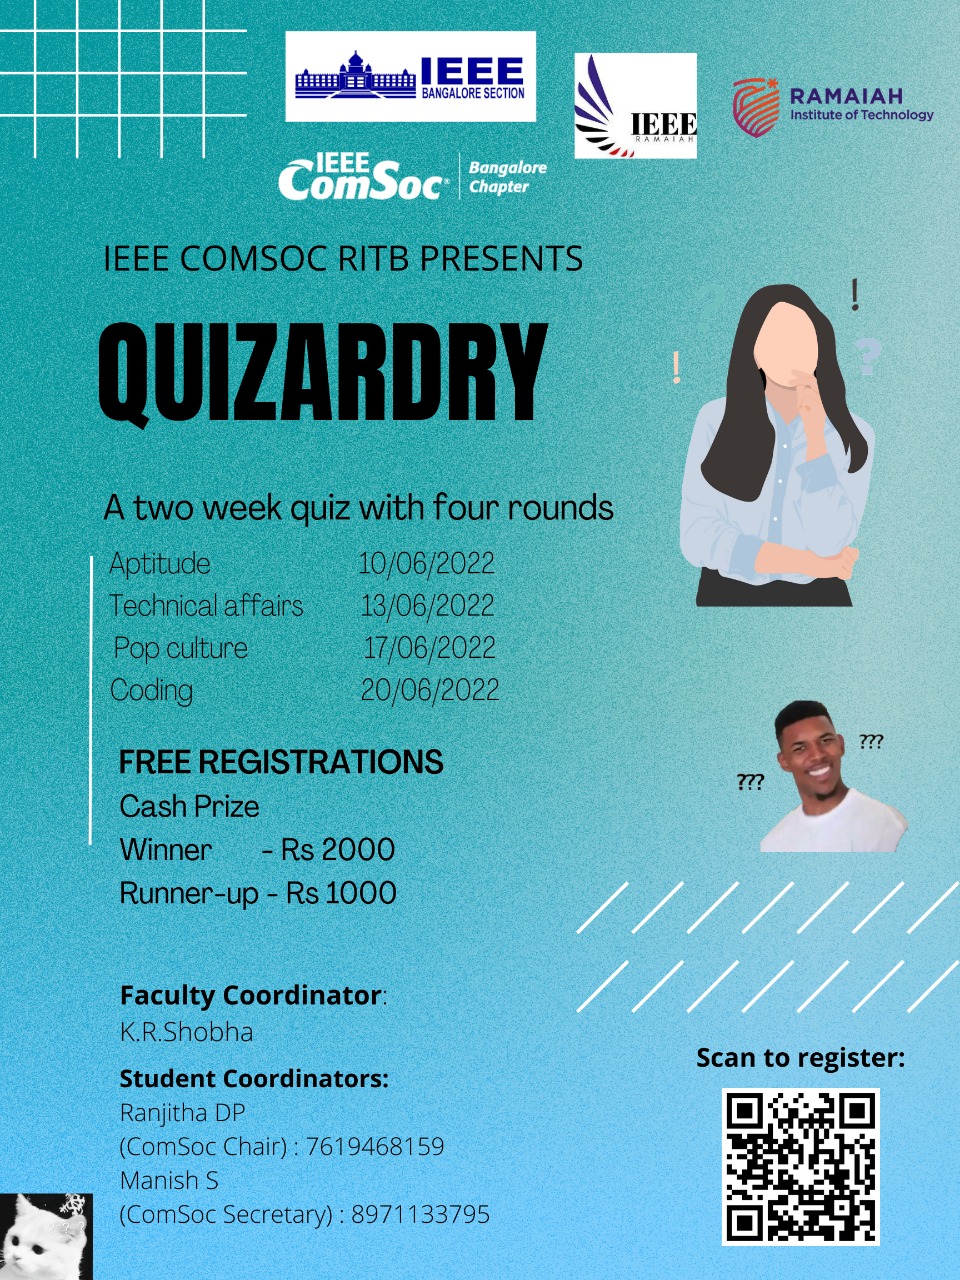 IEEE
BANGALORE SECTION
IEEE
RAMAIAH
RAMAIAH
Institute of Technology
IEEE
ComSoc®
Bangalore
Chapter
IEEE COMSOC RITB PRESENTS
QUIZARDRY
!
!
?
A two week quiz with four rounds
Aptitude 10/06/2022
Technical affairs 13/06/2022
Pop culture 17/06/2022
Coding 20/06/2022
???
???
FREE REGISTRATIONS
Cash Prize
Winner - Rs 2000
Runner-up - Rs 1000
Faculty Coordinator:
K.R.Shobha
Scan to register:
Student Coordinators:
Ranjitha DP
(ComSoc Chair) : 7619468159
Manish S
(ComSoc Secretary) : 8971133795